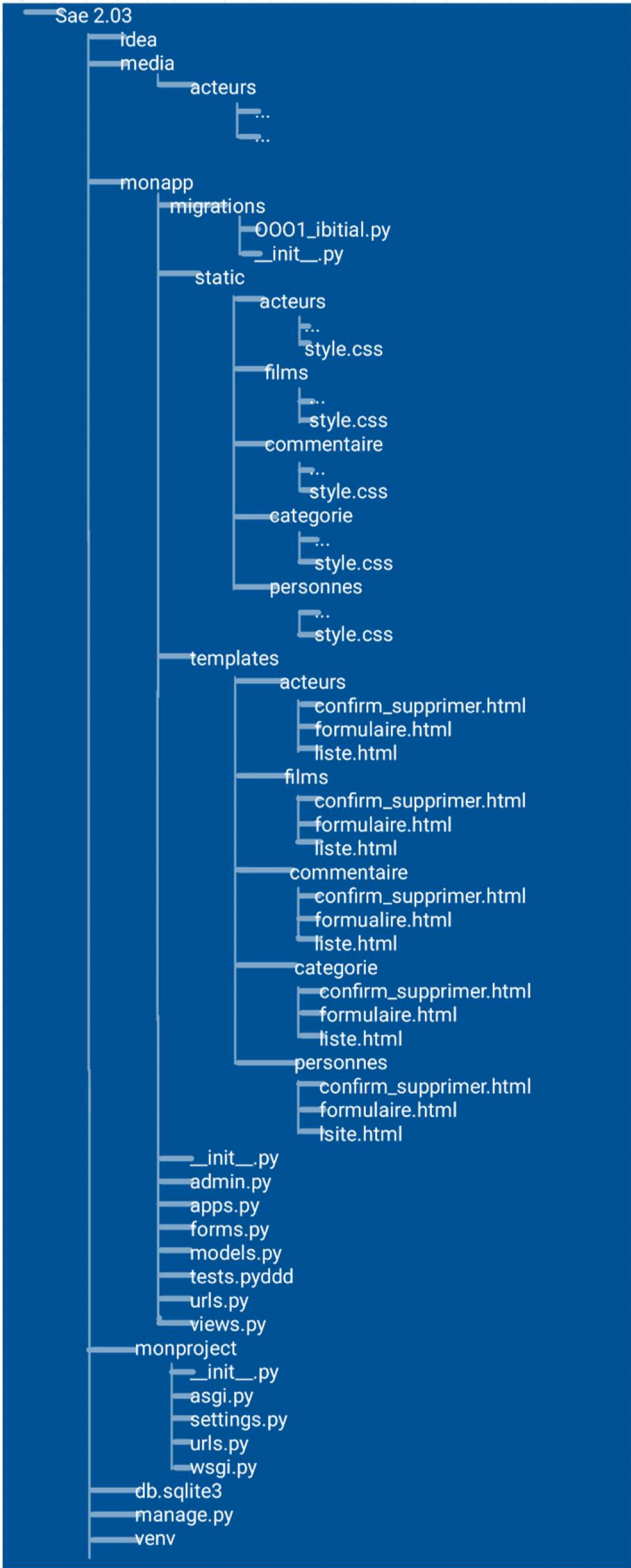 Sae 2.03
idea
media
acteurs
...
...
monapp
migrations
0001_ibitial.py
__init__.py
static
acteurs
...
style.css
films
...
style.css
commentaire
...
style.css
categorie
...
style.css
personnes
...
style.css
templates
acteurs
confirm_supprimer.html
formulaire.html
liste.html
films
confirm_supprimer.html
formulaire.html
liste.html
commentaire
confirm_supprimer.html
formualire.html
liste.html
categorie
confirm_supprimer.html
formulaire.html
liste.html
personnes
confirm_supprimer.html
formulaire.html
lsite.html
__init__.py
admin.py
apps.py
forms.py
models.py
tests.pyddd
urls.py
views.py
monproject
__init__.py
asgi.py
settings.py
urls.py
wsgi.py
db.sqlite3
manage.py
venv